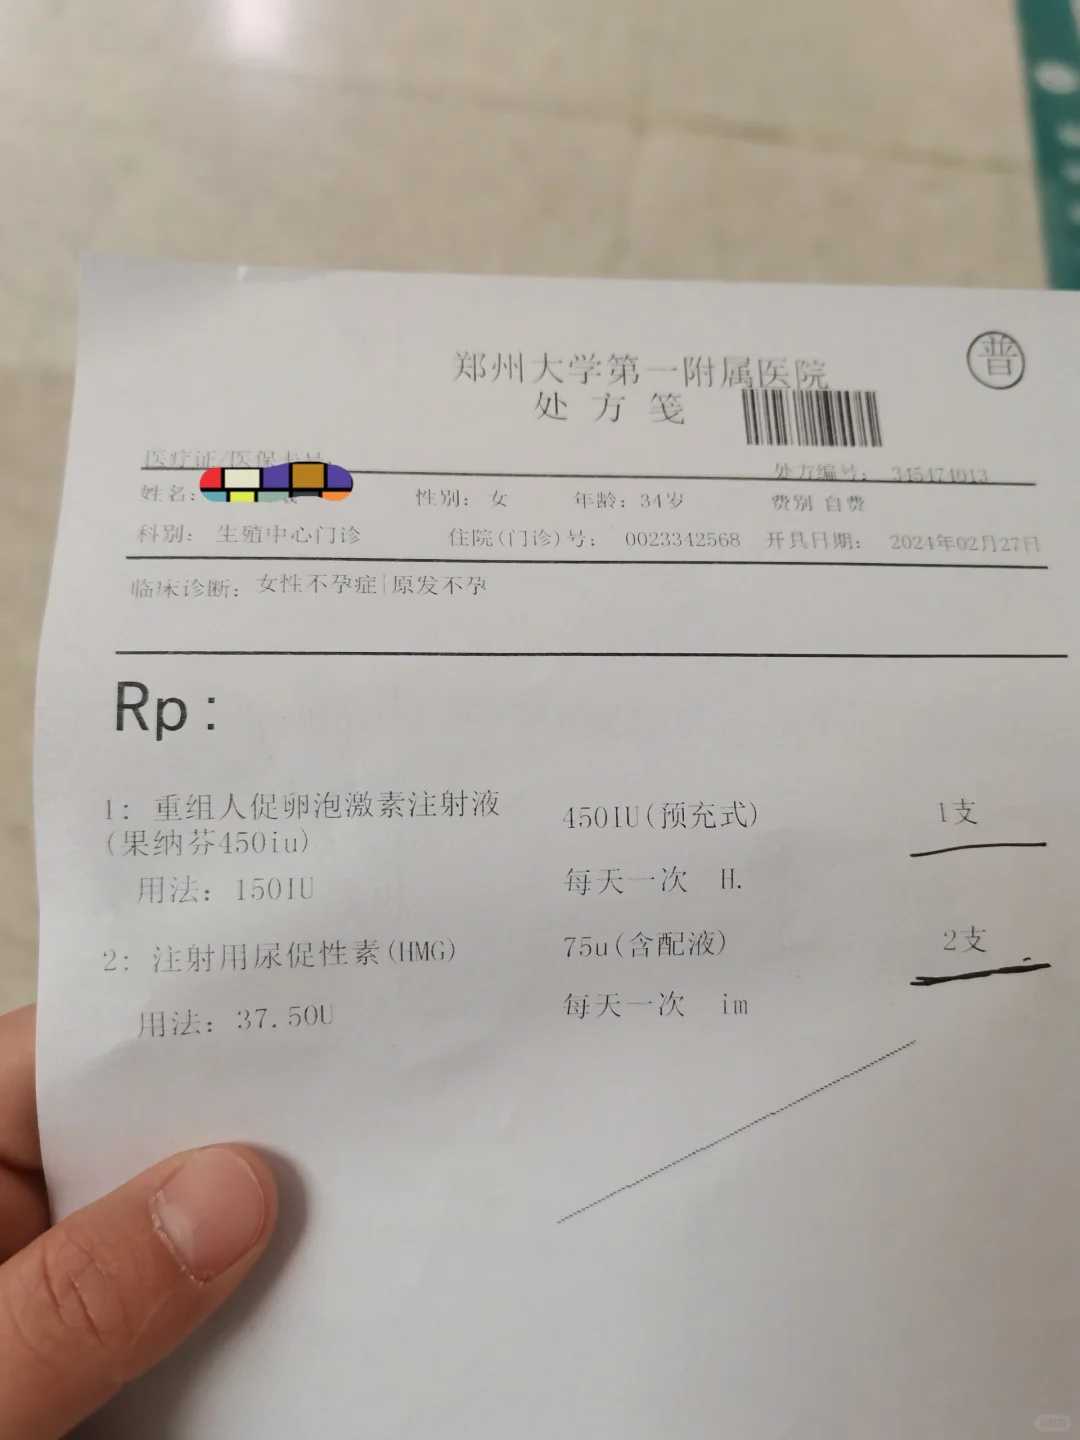 普
郑州大学第一附属医院
处方笺
医疗证/医保卡号:
处方编号: 345474613
姓名: 性别: 女 年龄: 34岁 费别 自费
科别: 生殖中心门诊 住院(门诊)号: 0023342568 开具日期: 2024年02月27日
临床诊断: 女性不孕症|原发不孕
Rp:
1: 重组人促卵泡激素注射液 450IU(预充式) 1支
(果纳芬450iu)
用法: 150IU 每天一次 H.
2: 注射用尿促性素(HMG) 75u(含配液) 2支
用法: 37.50U 每天一次 im